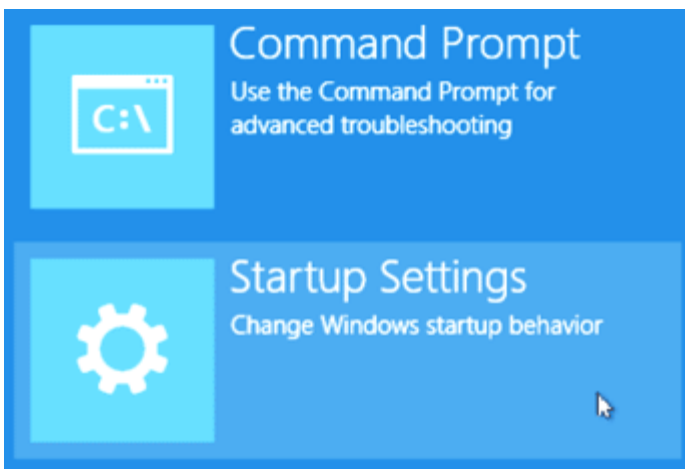 Command Prompt
Use the Command Prompt for
advanced troubleshooting
C:\
Startup Settings
Change Windows startup behavior